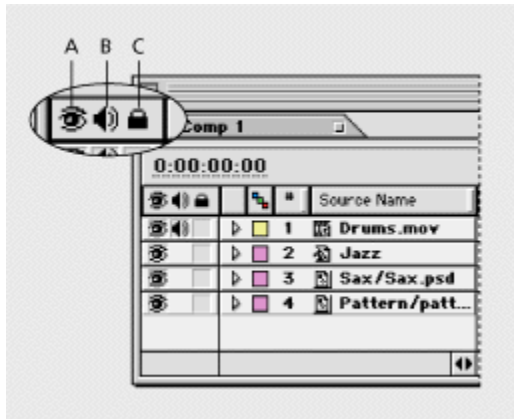 A B C
Comp 1
0:00:00:00
# Source Name
1 Drums.mov
2 Jazz
3 Sax/Sax.psd
4 Pattern/patt...